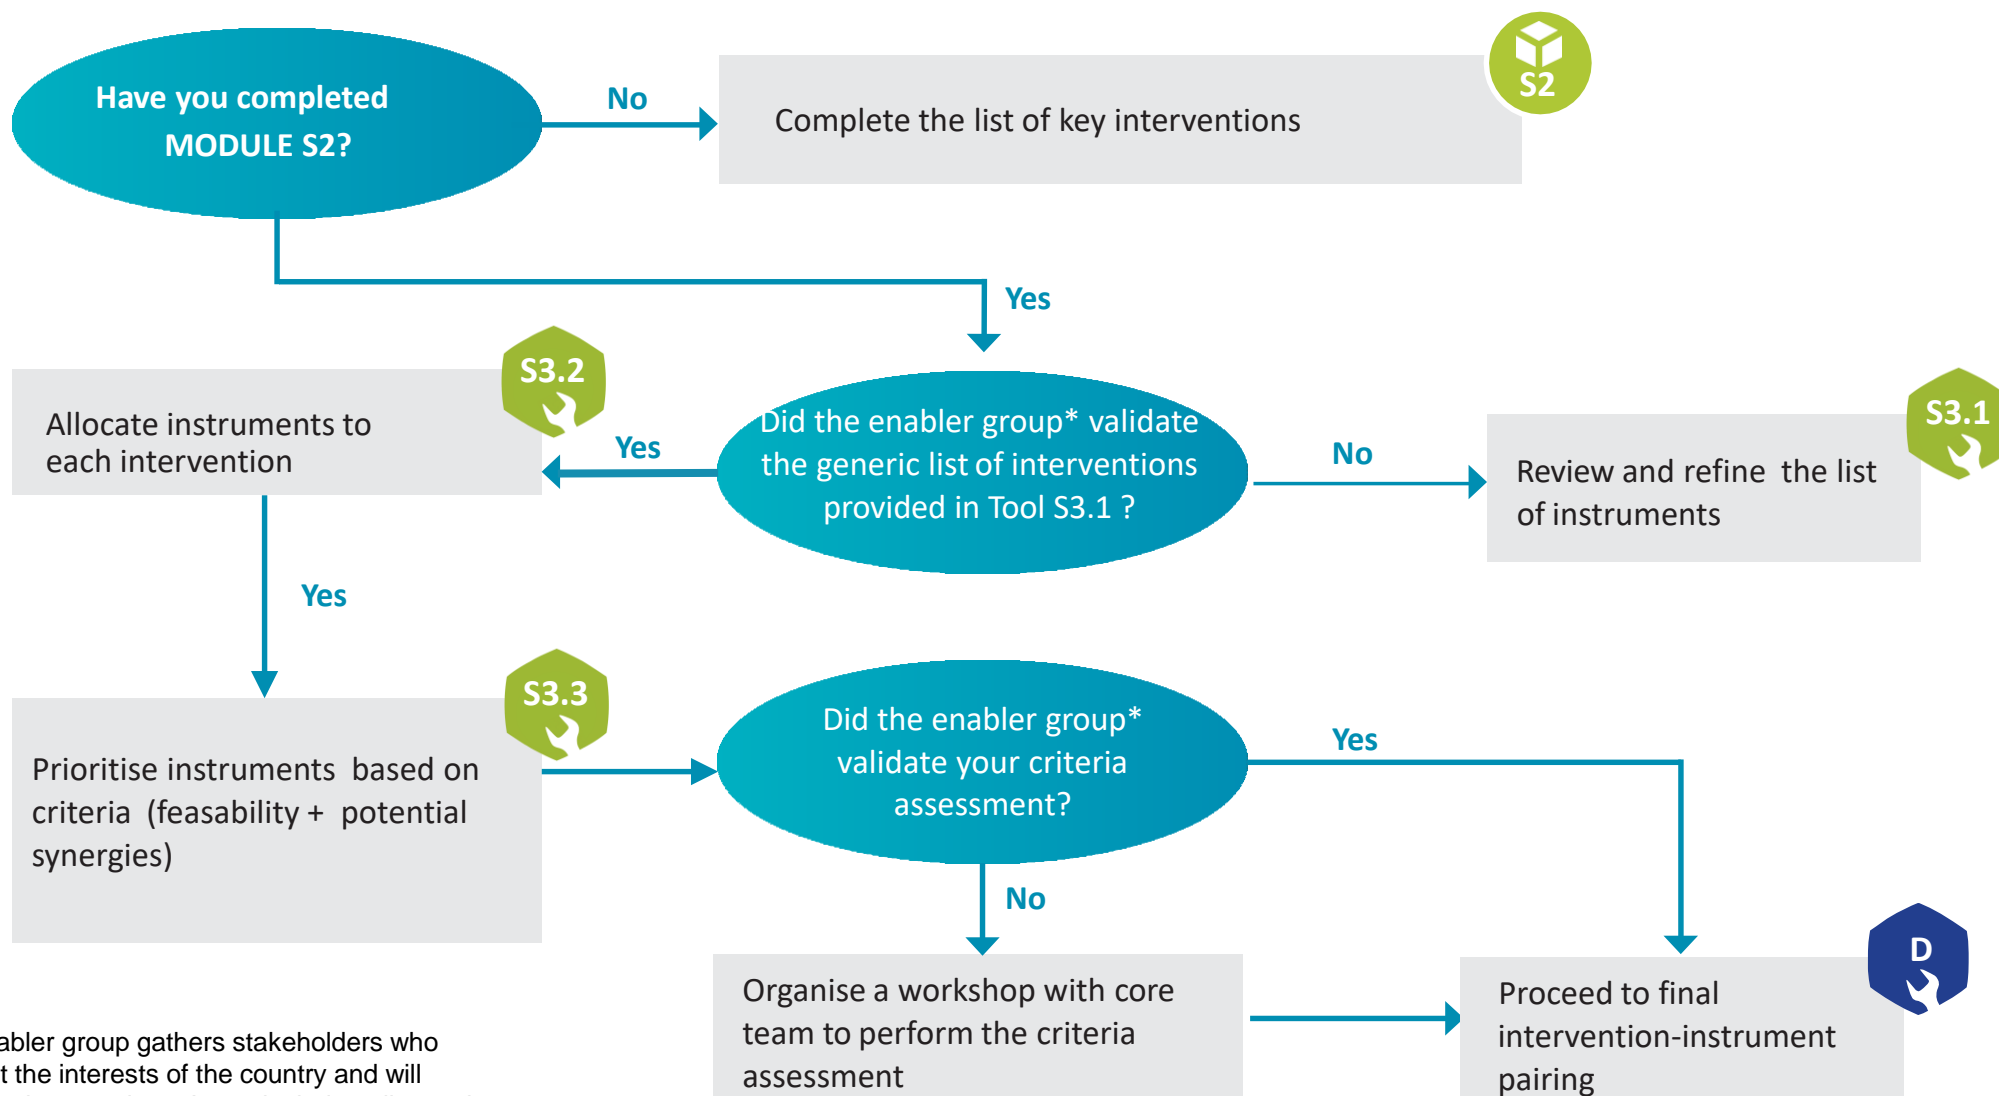 Have you completed
MODULE S2?
No
Complete the list of key interventions
S2
Yes
S3.2
Allocate instruments to
each intervention
Yes
Did the enabler group* validate
the generic list of interventions
provided in Tool S3.1 ?
No
S3.1
Review and refine the list
of instruments
Yes
S3.3
Prioritise instruments based on
criteria (feasability + potential
synergies)
Did the enabler group*
validate your criteria
assessment?
Yes
No
Organise a workshop with core
team to perform the criteria
assessment
D
Proceed to final
intervention-instrument
pairing
abler group gathers stakeholders who
t the interests of the country and will